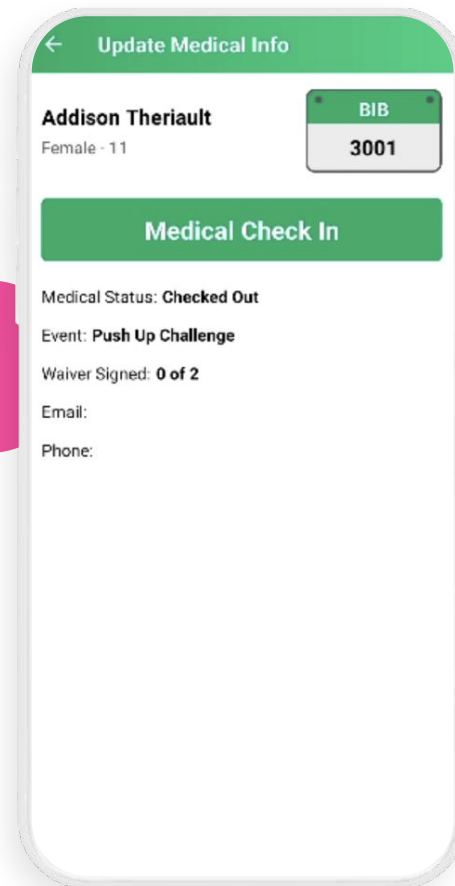 Update Medical Info
Addison Theriault
Female - 11
BIB
3001
Medical Check In
Medical Status: Checked Out
Event: Push Up Challenge
Waiver Signed: 0 of 2
Email:
Phone: